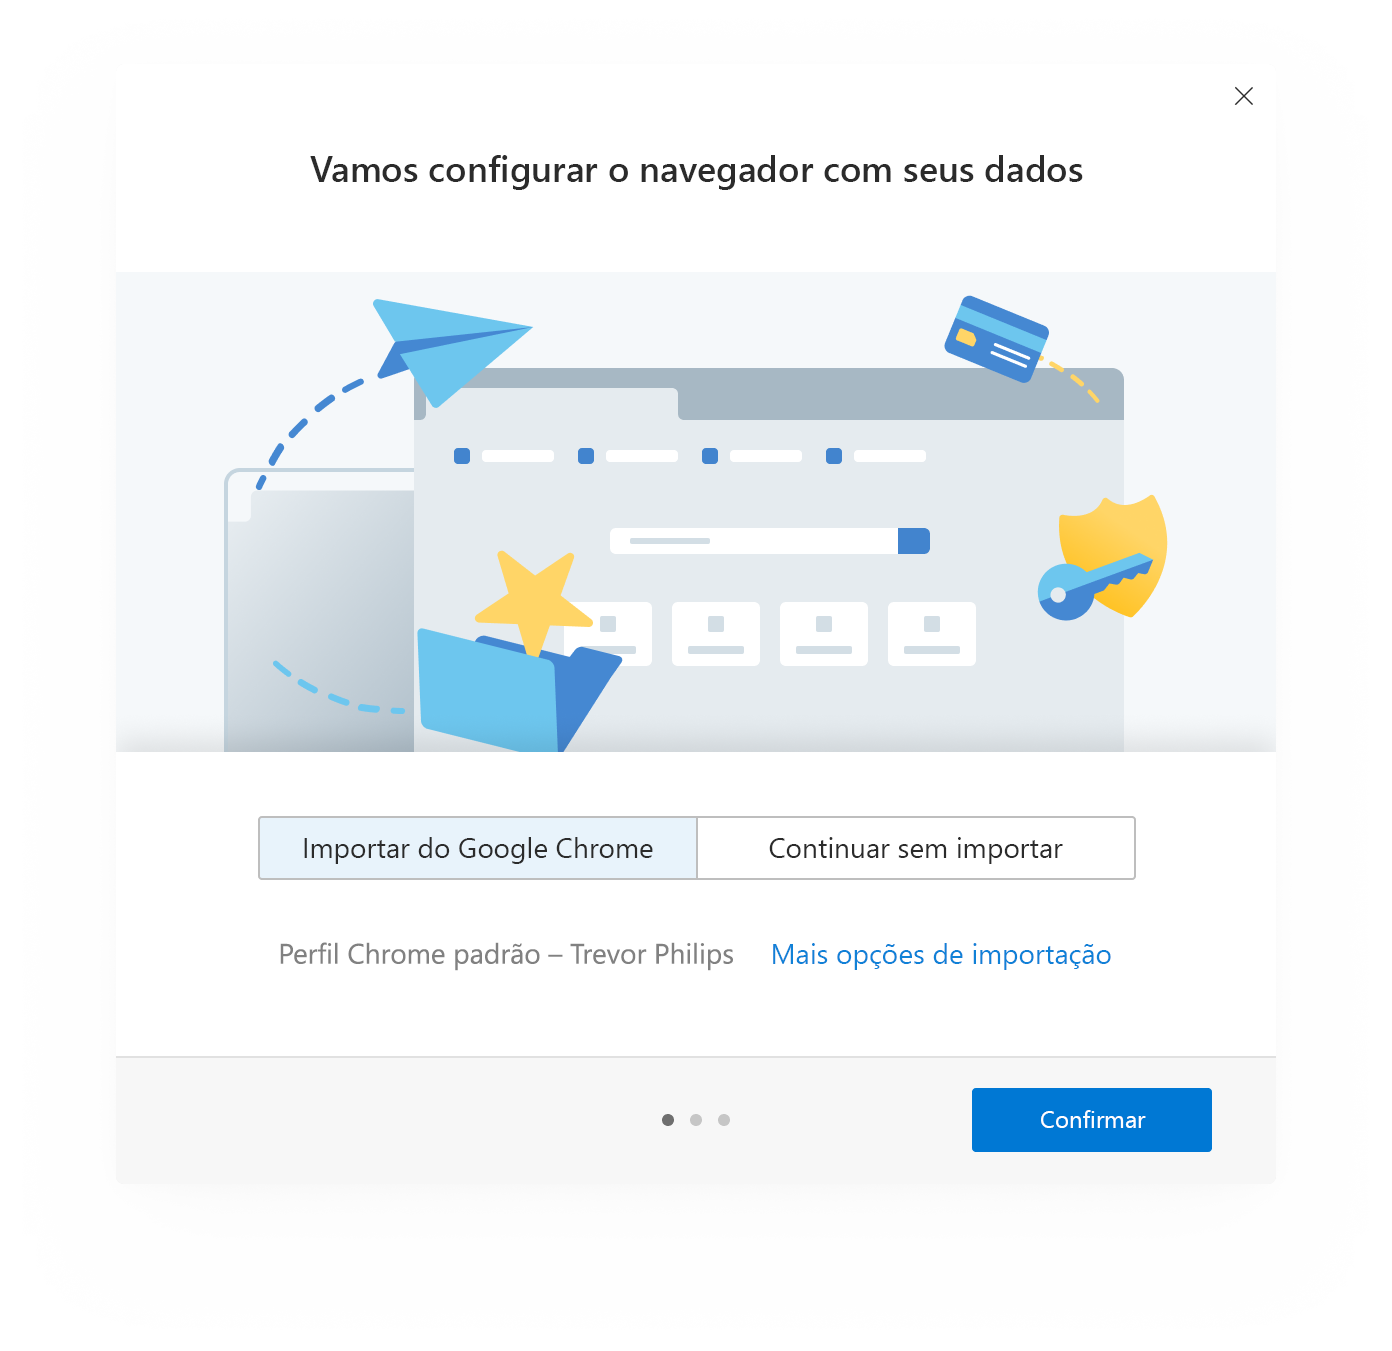 Vamos configurar o navegador com seus dados
Importar do Google Chrome
Continuar sem importar
Perfil Chrome padrão – Trevor Philips
Mais opções de importação
Confirmar